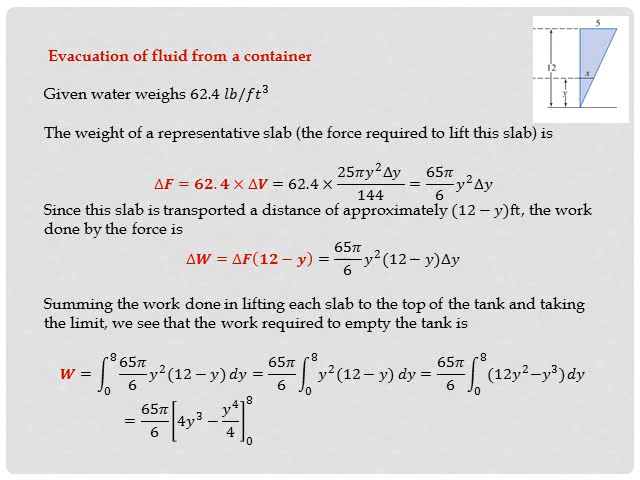 5
12
x
y
Evacuation of fluid from a container
Given water weighs 62.4 lb/ft³
The weight of a representative slab (the force required to lift this slab) is
ΔF = 62.4 × ΔV = 62.4 × 25πy²Δy/144 = 65π/6 y²Δy
Since this slab is transported a distance of approximately (12 − y)ft, the work
done by the force is
ΔW = ΔF(12 − y) = 65π/6 y²(12 − y)Δy
Summing the work done in lifting each slab to the top of the tank and taking
the limit, we see that the work required to empty the tank is
W = ∫₀⁸ 65π/6 y²(12 − y) dy = 65π/6 ∫₀⁸ y²(12 − y) dy = 65π/6 ∫₀⁸ (12y²−y³) dy
= 65π/6 [4y³ − y⁴/4]₀⁸